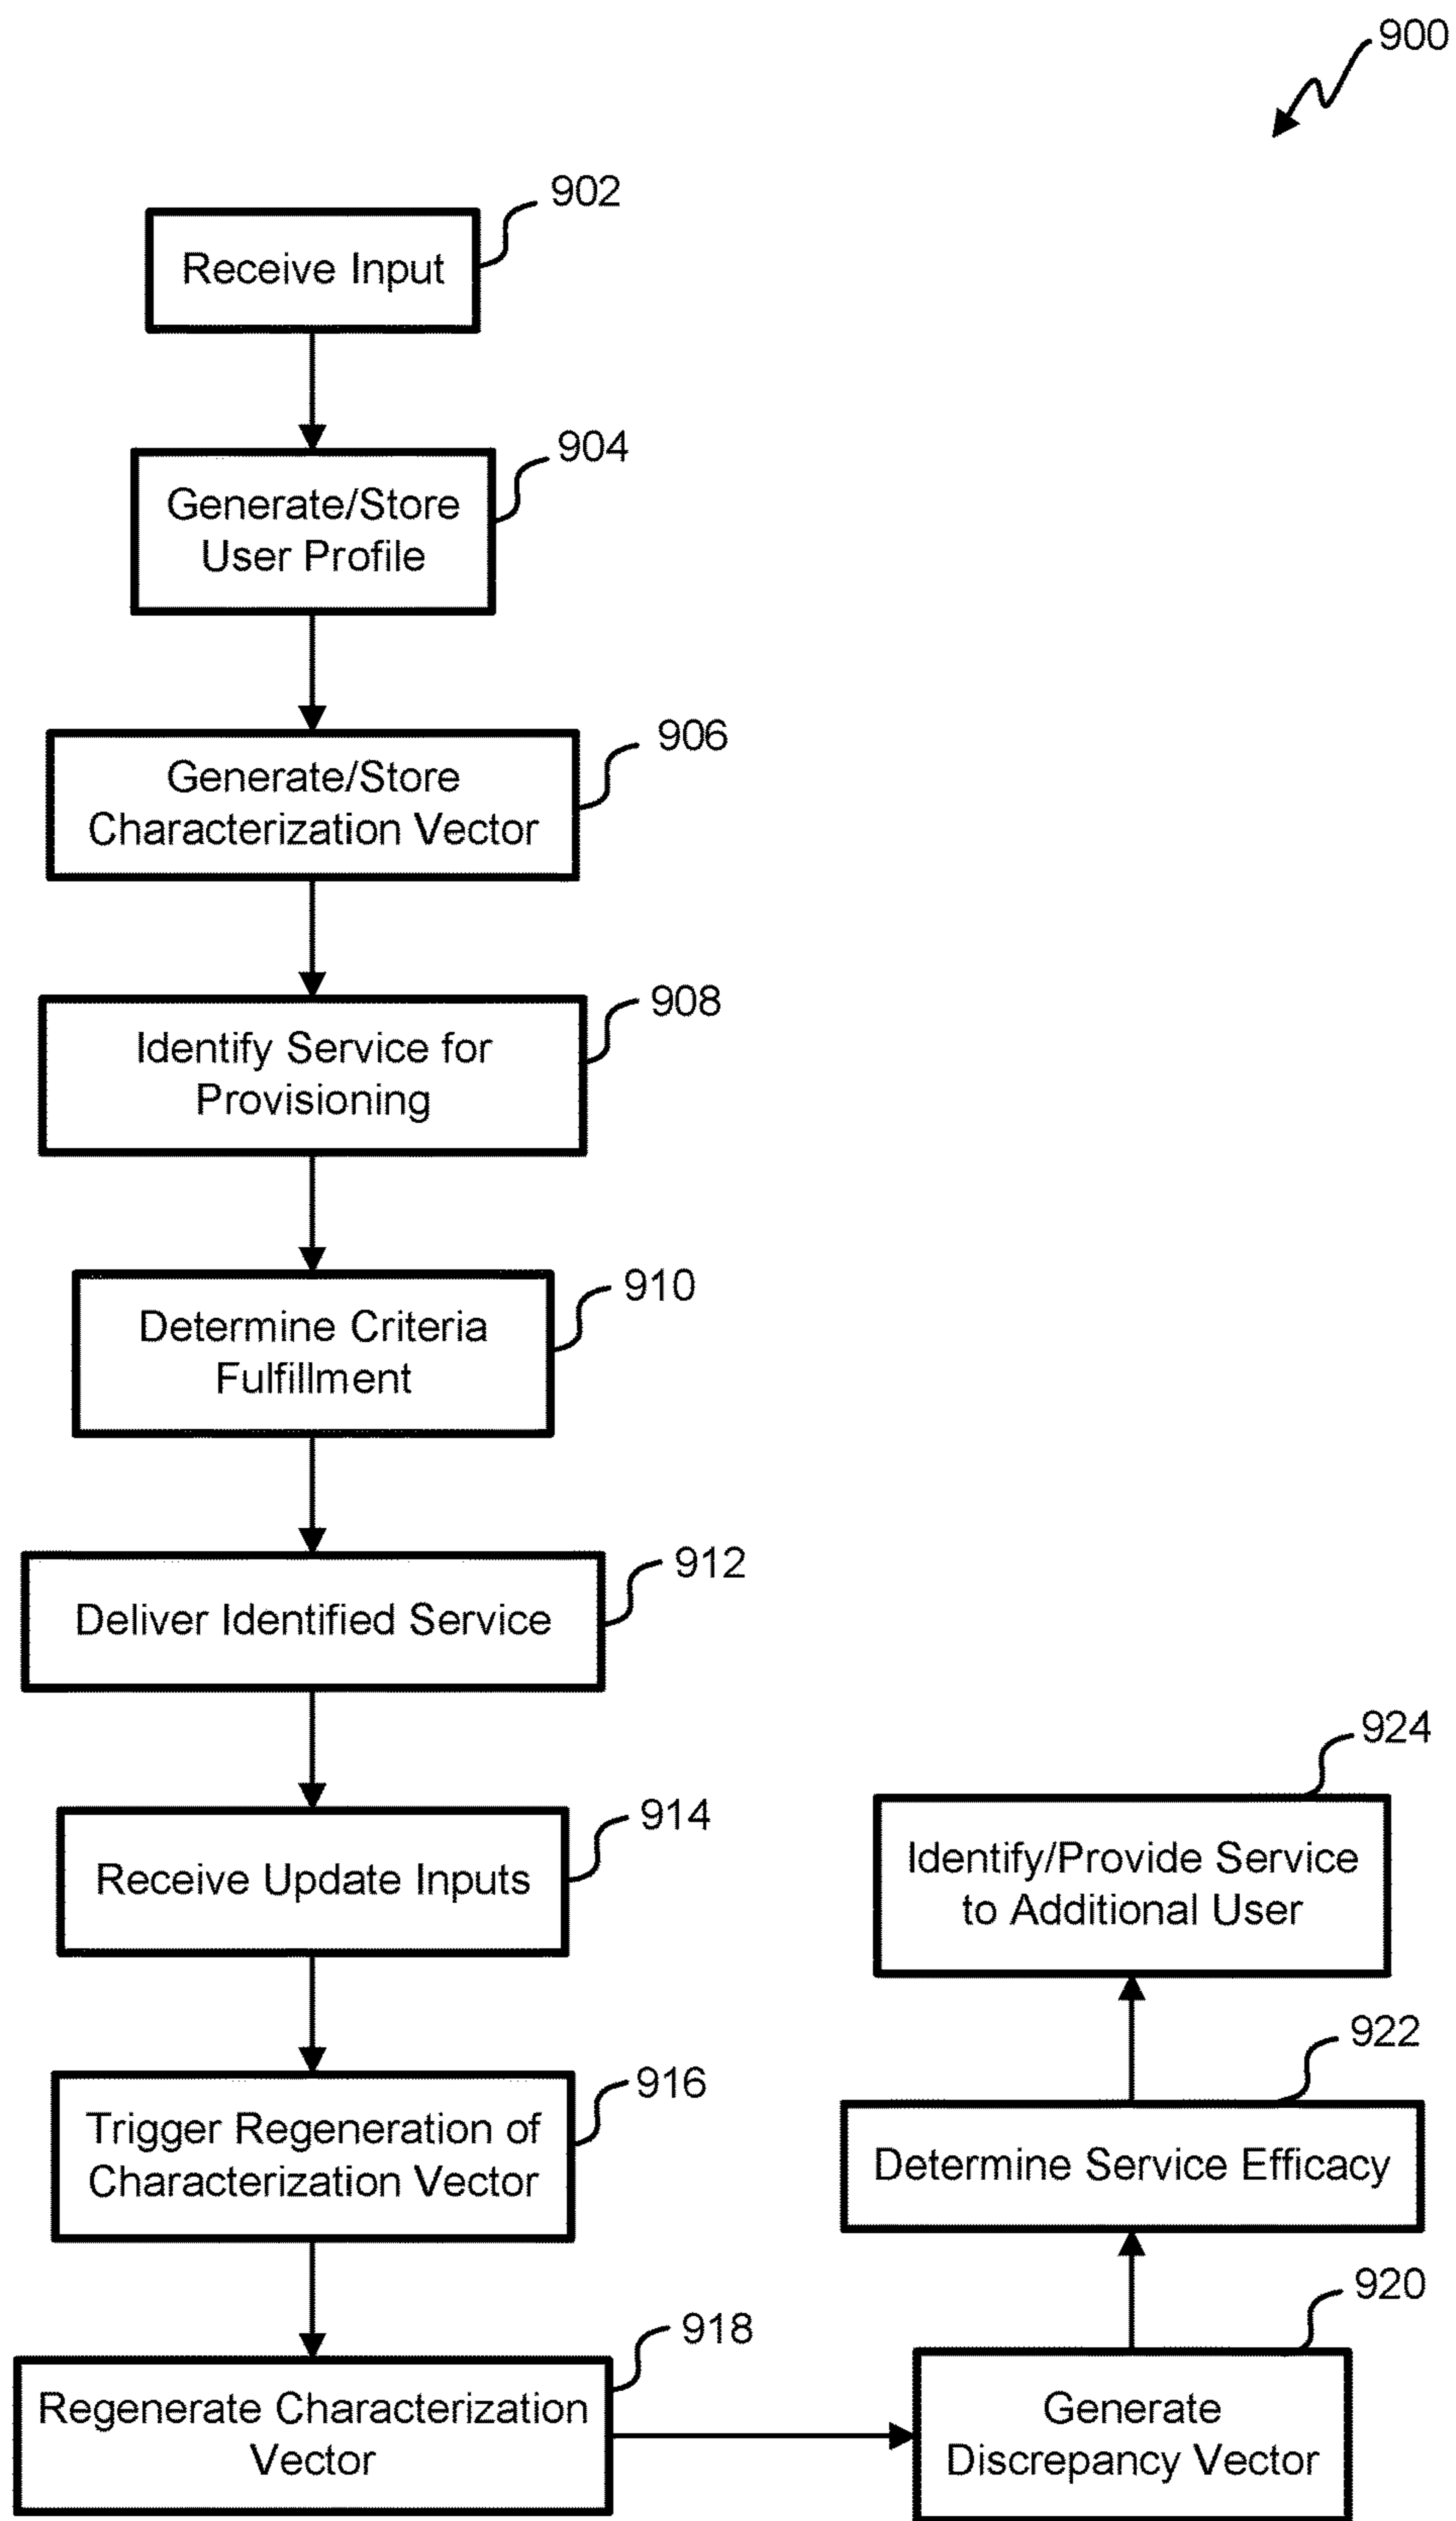 900
902
Receive Input
904
Generate/Store
User Profile
906
Generate/Store
Characterization Vector
908
Identify Service for
Provisioning
910
Determine Criteria
Fulfillment
912
Deliver Identified Service
914
Receive Update Inputs
916
Trigger Regeneration of
Characterization Vector
918
Regenerate Characterization
Vector
920
Generate
Discrepancy Vector
922
Determine Service Efficacy
924
Identify/Provide Service
to Additional User